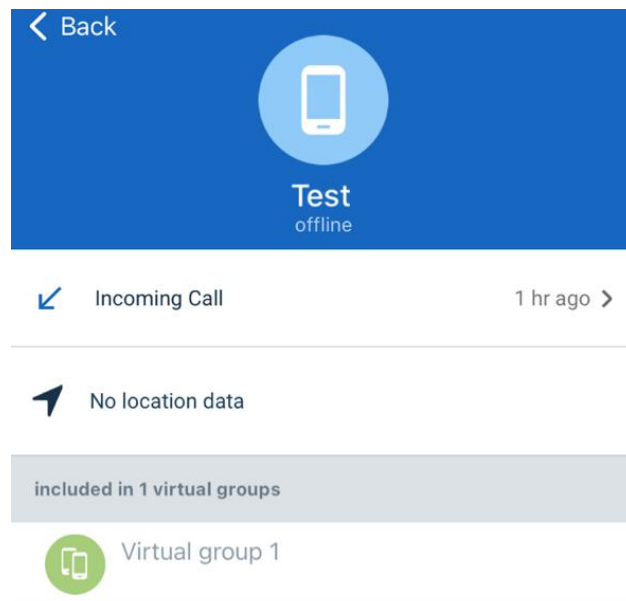 Back
Test
offline
Incoming Call 1 hr ago
No location data
included in 1 virtual groups
Virtual group 1